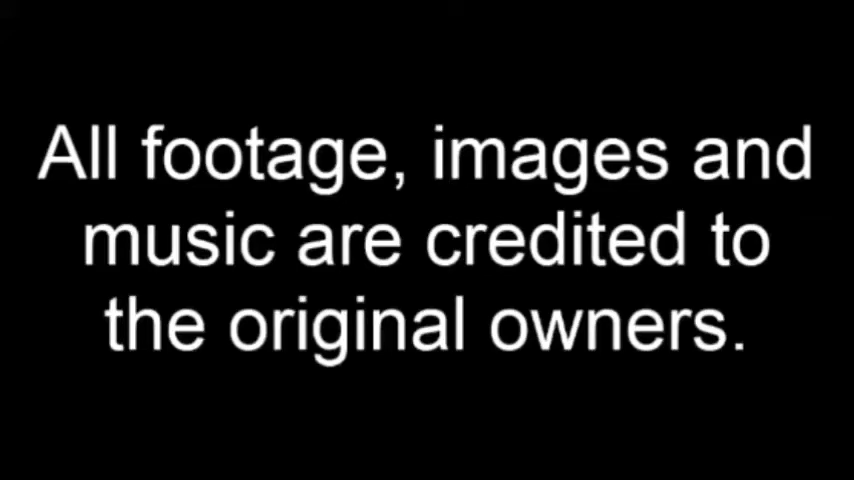 All footage, images and
music are credited to
the original owners.